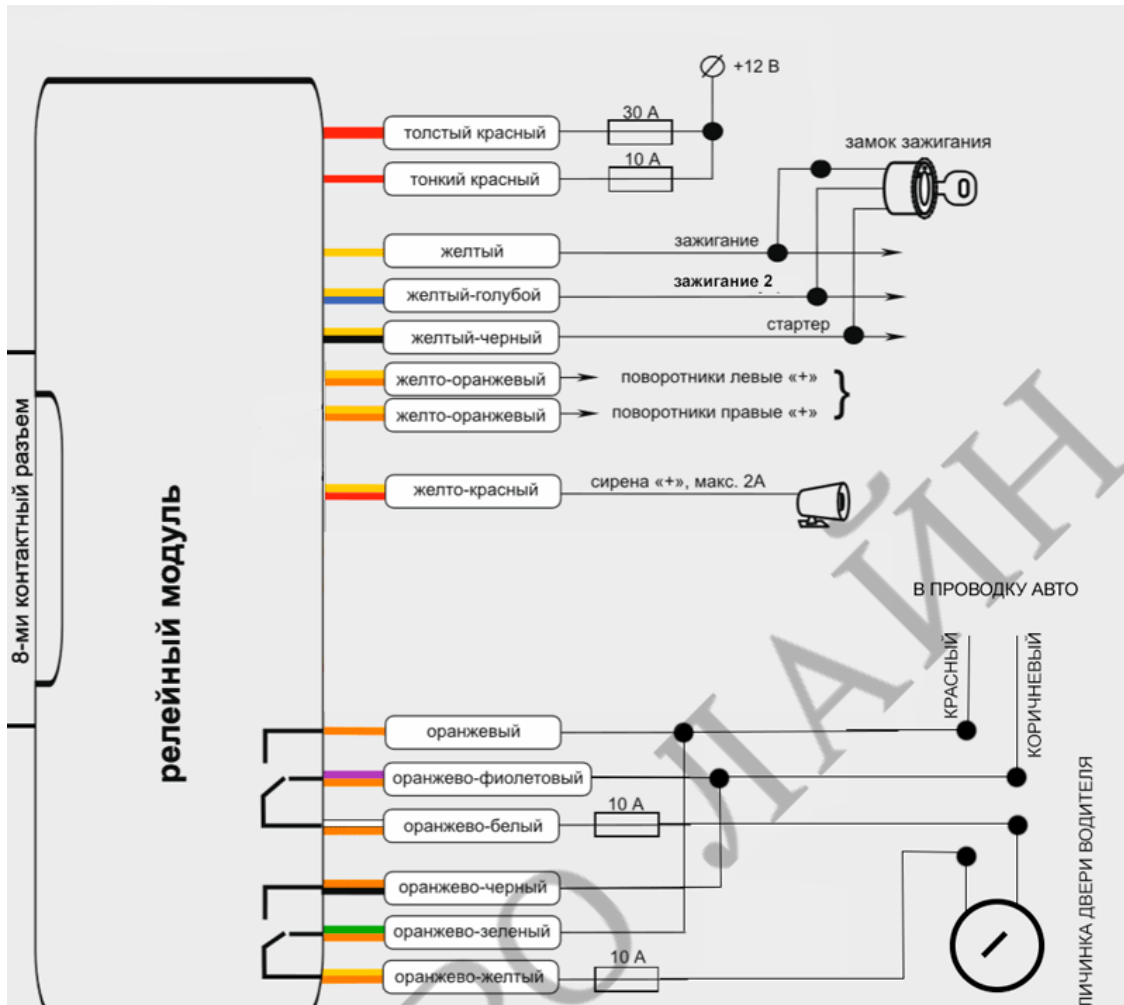 +12 В
30 А
толстый красный
замок зажигания
10 А
тонкий красный
желтый
зажигание
желтый-голубой
зажигание 2
желтый-черный
стартер
желто-оранжевый
поворотники левые «+»
желто-оранжевый
поворотники правые «+»
желто-красный
сирена «+», макс. 2А
8-ми контактный разъем
релейный модуль
В ПРОВОДКУ АВТО
КРАСНЫЙ
КОРИЧНЕВЫЙ
оранжевый
оранжево-фиолетовый
10 А
оранжево-белый
оранжево-черный
оранжево-зеленый
10 А
оранжево-желтый
ЛИЧИНКА ДВЕРИ ВОДИТЕЛЯ
РО ЛАЙН